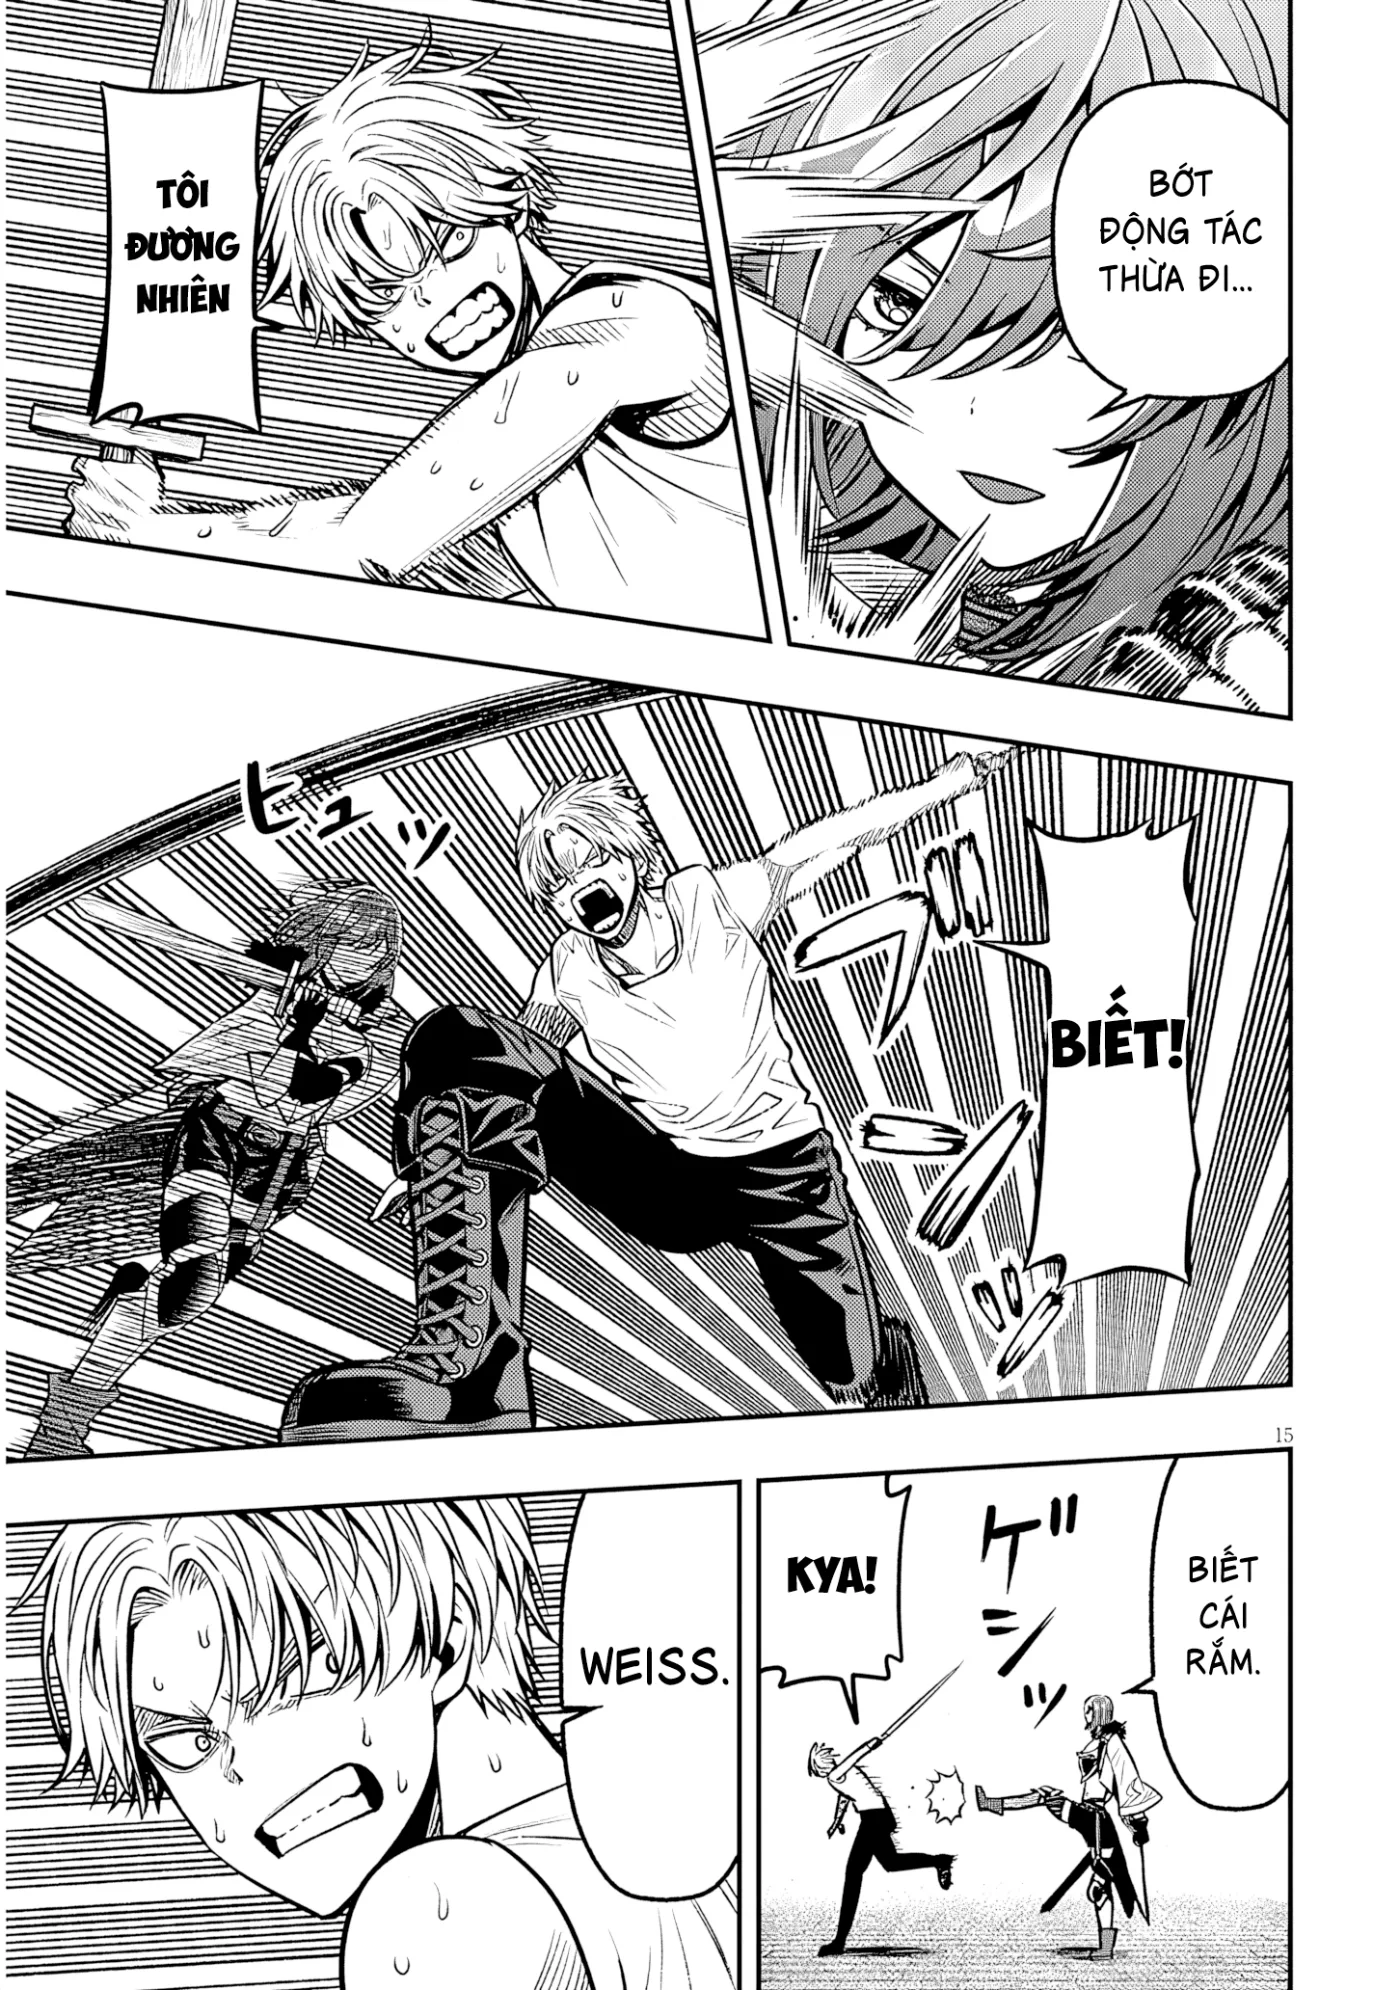 BỚT
ĐỘNG TÁC
THỪA ĐI...
TÔI
ĐƯƠNG
NHIÊN
ヒュッ
ブンッ
BIẾT!
15
BIẾT
CÁI
RẮM.
ゲシッ
KYA!
WEISS.